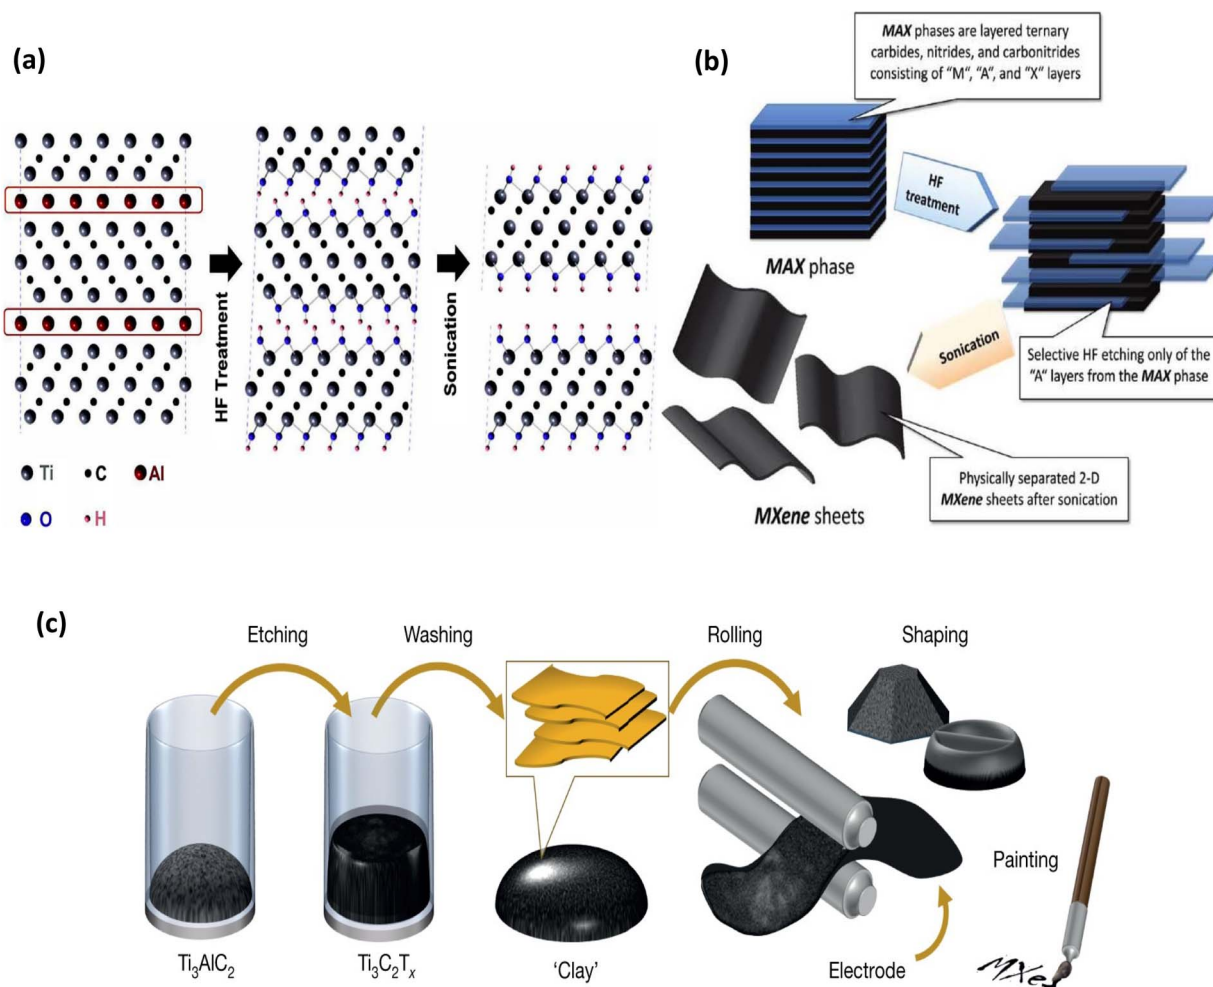 (a)
HF Treatment
Sonication
Ti
C
Al
O
H
(b)
MAX phases are layered ternary
carbides, nitrides, and carbonitrides
consisting of "M", "A", and "X" layers
HF
treatment
MAX phase
Sonication
Selective HF etching only of the
"A" layers from the MAX phase
Physically separated 2-D
MXene sheets after sonication
MXene sheets
(c)
Etching
Washing
Rolling
Shaping
Painting
Ti₃AlC₂
Ti₃C₂Tₓ
'Clay'
Electrode
MXe